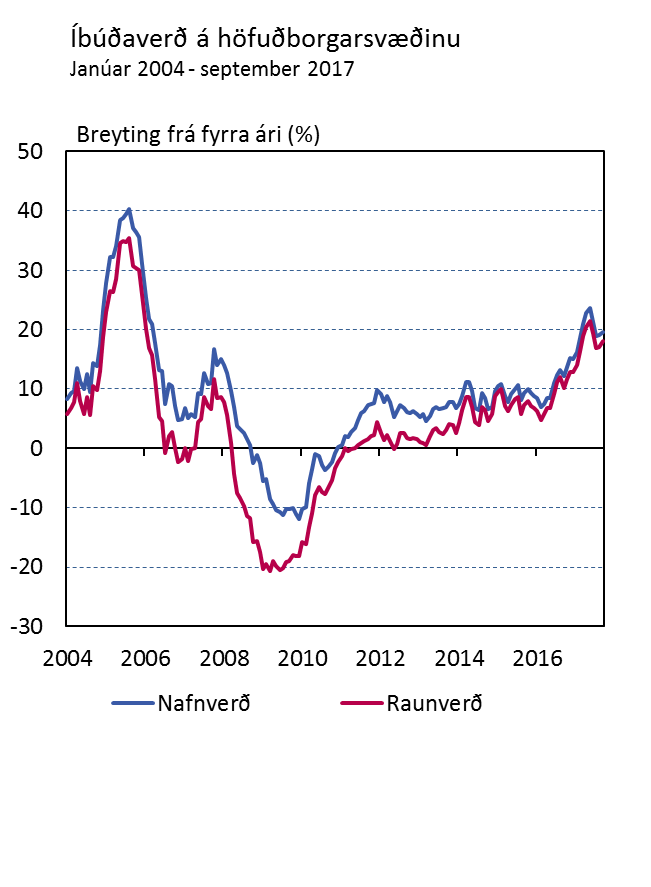 Íbúðaverð á höfuðborgarsvæðinu
Janúar 2004 - september 2017
Breyting frá fyrra ári (%)
50
40
30
20
10
0
-10
-20
-30
2004 2006 2008 2010 2012 2014 2016
Nafnverð Raunverð